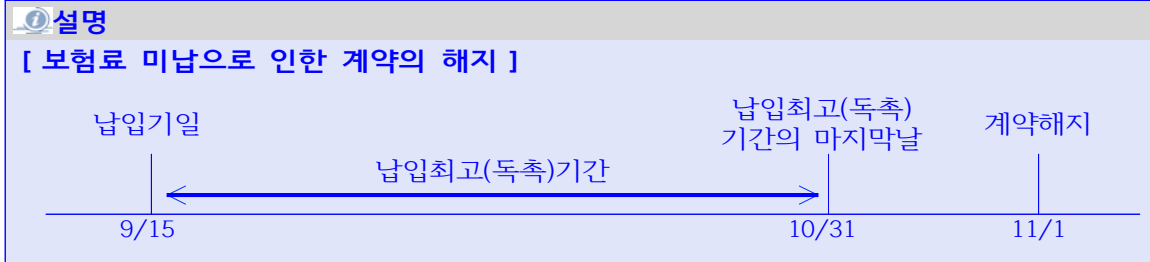 설명
[ 보험료 미납으로 인한 계약의 해지 ]
납입기일
납입최고(독촉)
기간의 마지막날
계약해지
납입최고(독촉)기간
9/15
10/31
11/1